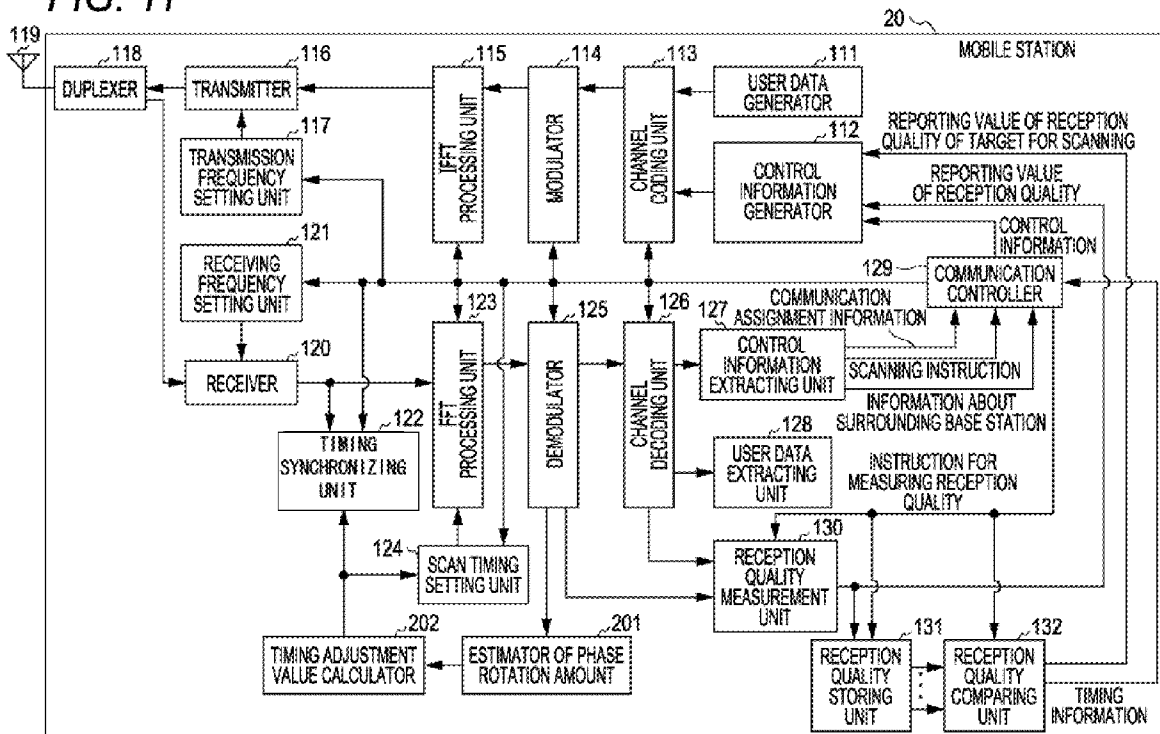 FIG. 11
20
MOBILE STATION
119
118
DUPLEXER
116
TRANSMITTER
117
TRANSMISSION
FREQUENCY
SETTING UNIT
115
IFFT
PROCESSING UNIT
114
MODULATOR
113
CHANNEL
CODING UNIT
111
USER DATA
GENERATOR
112
CONTROL
INFORMATION
GENERATOR
REPORTING VALUE OF RECEPTION
QUALITY OF TARGET FOR SCANNING
REPORTING VALUE
OF RECEPTION QUALITY
CONTROL
INFORMATION
129
COMMUNICATION
CONTROLLER
121
RECEIVING
FREQUENCY
SETTING UNIT
120
RECEIVER
122
TIMING
SYNCHRONIZING
UNIT
123
FFT
PROCESSING UNIT
125
DEMODULATOR
126
CHANNEL
DECODING UNIT
COMMUNICATION
ASSIGNMENT INFORMATION
127
CONTROL
INFORMATION
EXTRACTING UNIT
SCANNING INSTRUCTION
INFORMATION ABOUT
SURROUNDING BASE STATION
128
USER DATA
EXTRACTING
UNIT
INSTRUCTION FOR
MEASURING RECEPTION
QUALITY
124
SCAN TIMING
SETTING UNIT
130
RECEPTION
QUALITY
MEASUREMENT
UNIT
202
TIMING ADJUSTMENT
VALUE CALCULATOR
201
ESTIMATOR OF PHASE
ROTATION AMOUNT
131
RECEPTION
QUALITY
STORING
UNIT
132
RECEPTION
QUALITY
COMPARING
UNIT
TIMING
INFORMATION